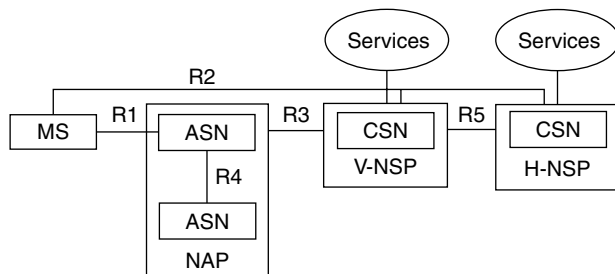 Services
Services
R2
MS
R1
ASN
R3
CSN
R5
CSN
V-NSP
H-NSP
R4
ASN
NAP